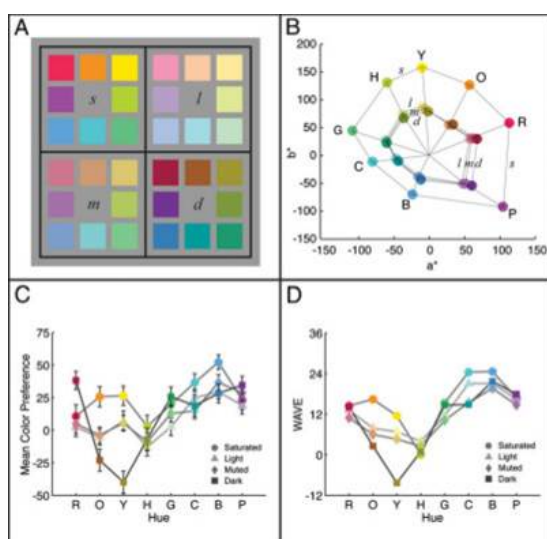 A
s
l
m
d
B
b*
200
150
100
50
0
-50
-100
-150
-150
-100
-50
0
50
100
150
a*
Y
O
R
P
B
C
G
H
s
l
m
d
l m d
s
C
Mean Color Preference
75
50
25
0
-25
-50
R O Y H G C B P
Hue
Saturated
Light
Muted
Dark
D
WAVE
36
24
12
0
-12
R O Y H G C B P
Hue
Saturated
Light
Muted
Dark